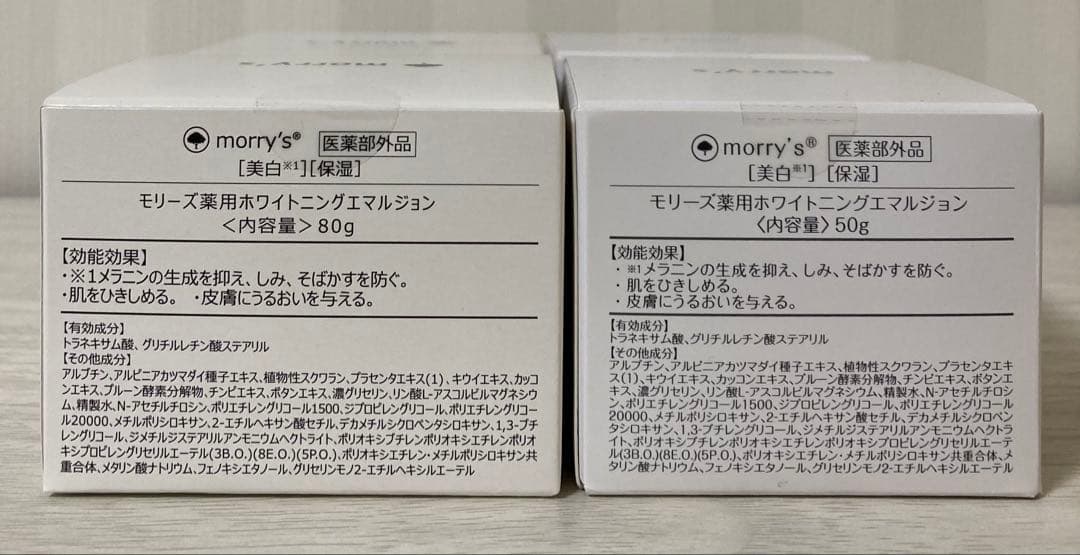 morry's
morry's® 医薬部外品
[美白※1][保湿]
モリーズ薬用ホワイトニングエマルジョン
＜内容量＞80g
【効能効果】
・※1メラニンの生成を抑え、しみ、そばかすを防ぐ。
・肌をひきしめる。 ・皮膚にうるおいを与える。
【有効成分】
トラネキサム酸、グリチルレチン酸ステアリル
【その他成分】
アルブチン、アルピニアカツマダイ種子エキス、植物性スクワラン、プラセンタエキス(1)、キウイエキス、カッコ
ンエキス、プルーン酵素分解物、チンピエキス、ボタンエキス、濃グリセリン、リン酸L-アスコルビルマグネシウ
ム、精製水、N-アセチルチロシン、ポリエチレングリコール1500、ジプロピレングリコール、ポリエチレングリコ
ール20000、メチルポリシロキサン、2-エチルヘキサン酸セチル、デカメチルシクロペンタシロキサン、1,3-ブチ
レングリコール、ジメチルジステアリルアンモニウムヘクトライト、ポリオキシブチレンポリオキシエチレンポリオ
キシプロピレングリセリルエーテル(3B.O.)(8E.O.)(5P.O.)、ポリオキシエチレン・メチルポリシロキサン共
重合体、メタリン酸ナトリウム、フェノキシエタノール、グリセリンモノ2-エチルヘキシルエーテル
morry's
morry's® 医薬部外品
[美白※1] [保湿]
モリーズ薬用ホワイトニングエマルジョン
〈内容量〉50g
【効能効果】
・※1メラニンの生成を抑え、しみ、そばかすを防ぐ。
・肌をひきしめる。
・皮膚にうるおいを与える。
【有効成分】
トラネキサム酸、グリチルレチン酸ステアリル
【その他の成分】
アルブチン、アルピニアカツマダイ種子エキス、植物性スクワラン、プラセンタエキ
ス(1)、キウイエキス、カッコンエキス、プルーン酵素分解物、チンピエキス、ボタンエ
キス、濃グリセリン、リン酸L-アスコルビルマグネシウム、精製水、N-アセチルチロシ
ン、ポリエチレングリコール1500、ジプロピレングリコール、ポリエチレングリコール
20000、メチルポリシロキサン、2-エチルヘキサン酸セチル、デカメチルシクロペン
タシロキサン、1,3-ブチレングリコール、ジメチルジステアリルアンモニウムヘクトラ
イト、ポリオキシブチレンポリオキシエチレンポリオキシプロピレングリセリルエーテ
ル(3B.O.)(8E.O.)(5P.O.)、ポリオキシエチレン・メチルポリシロキサン共重合体、メ
タリン酸ナトリウム、フェノキシエタノール、グリセリンモノ2-エチルヘキシルエーテル